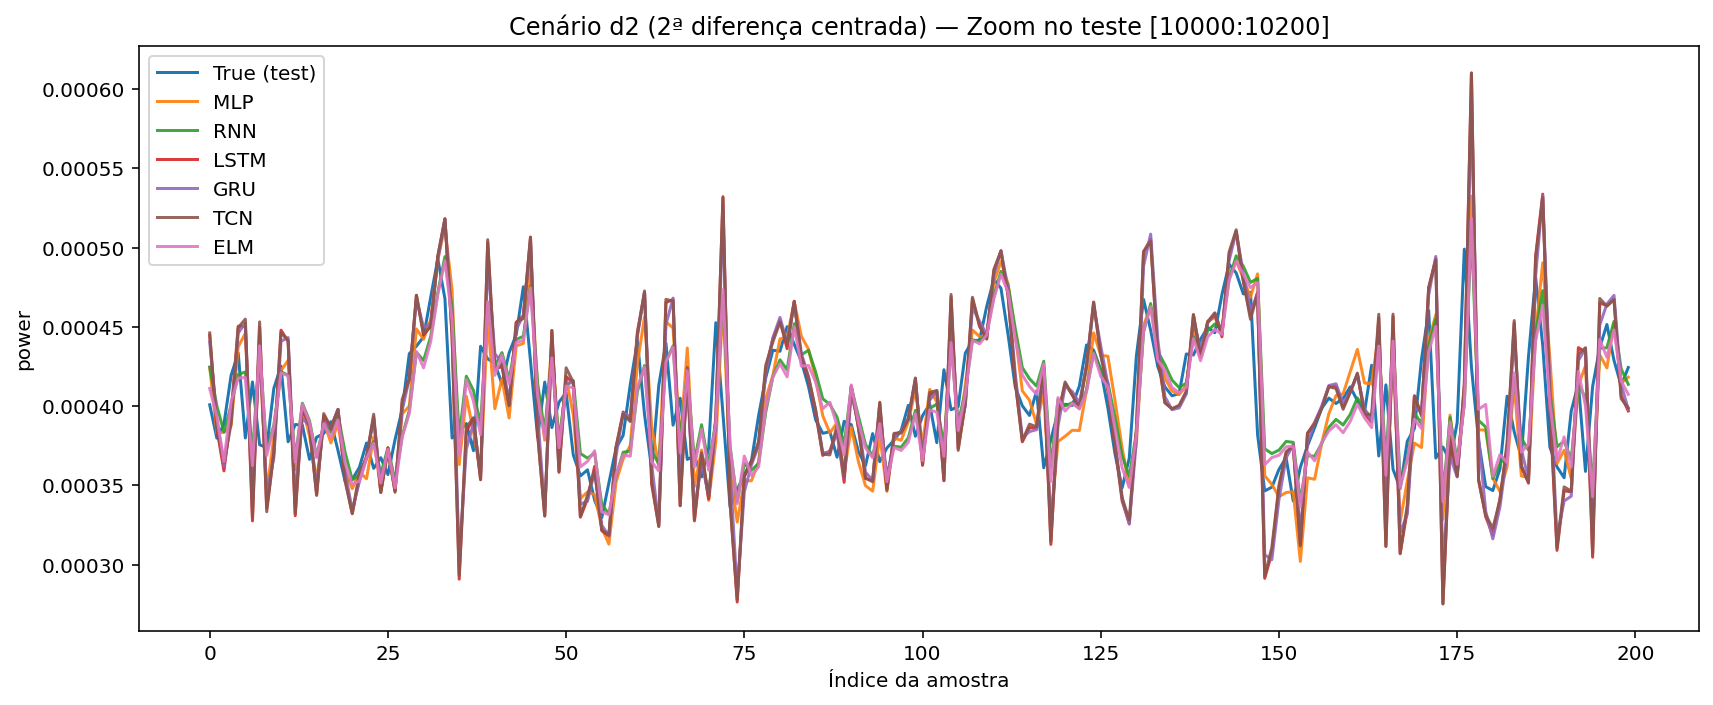 Cenário d2 (2ª diferença centrada) — Zoom no teste [10000:10200]
True (test)
MLP
RNN
LSTM
GRU
TCN
ELM
0.00060
0.00055
0.00050
0.00045
0.00040
0.00035
0.00030
power
0 25 50 75 100 125 150 175 200
Índice da amostra